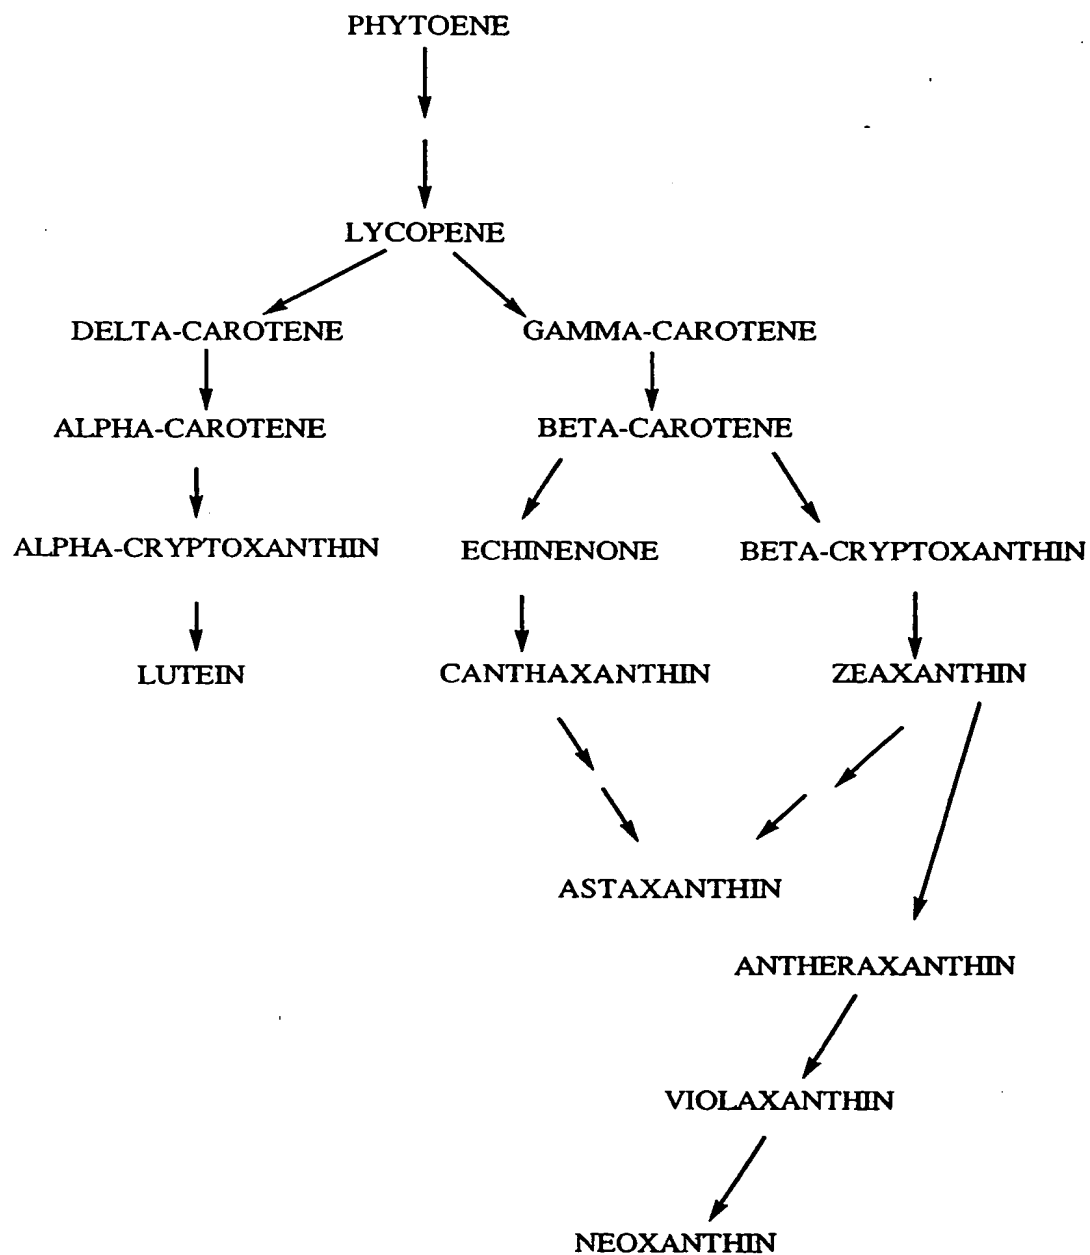 PHYTOENE
LYCOPENE
DELTA-CAROTENE GAMMA-CAROTENE
ALPHA-CAROTENE BETA-CAROTENE
ALPHA-CRYPTOXANTHIN ECHINENONE BETA-CRYPTOXANTHIN
LUTEIN CANTHAXANTHIN ZEAXANTHIN
ASTAXANTHIN
ANTHERAXANTHIN
VIOLAXANTHIN
NEOXANTHIN